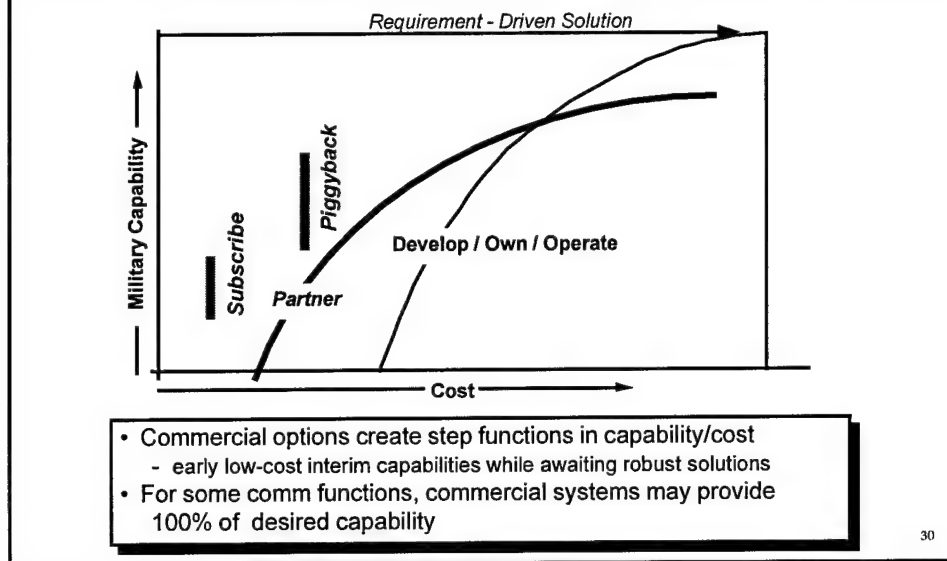 Requirement - Driven Solution
Military Capability
Subscribe
Piggyback
Partner
Develop / Own / Operate
Cost
• Commercial options create step functions in capability/cost
- early low-cost interim capabilities while awaiting robust solutions
• For some comm functions, commercial systems may provide
100% of desired capability
30